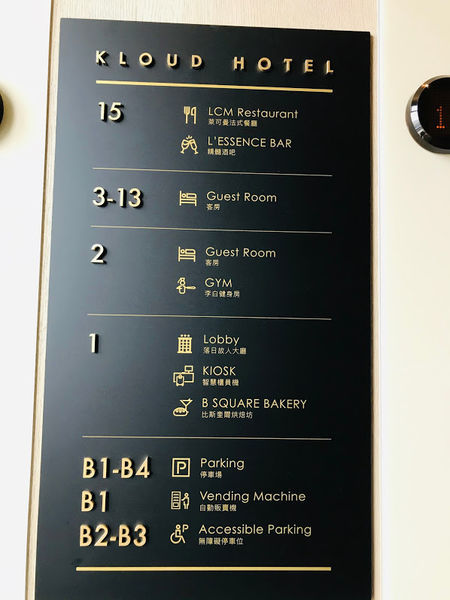 KLOUD HOTEL
15
LCM Restaurant
萊可曼法式餐廳
L'ESSENCE BAR
精髓酒吧
3-13
Guest Room
客房
2
Guest Room
客房
GYM
李白健身房
1
Lobby
落日故人大廳
KIOSK
智慧櫃員機
B SQUARE BAKERY
比斯奎爾烘焙坊
B1-B4
P
Parking
停車場
B1
Vending Machine
自動販賣機
B2-B3
P
Accessible Parking
無障礙停車位
1